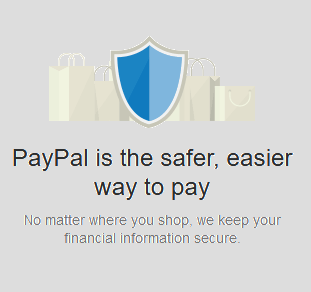 PayPal is the safer, easier
way to pay
No matter where you shop, we keep your
financial information secure.